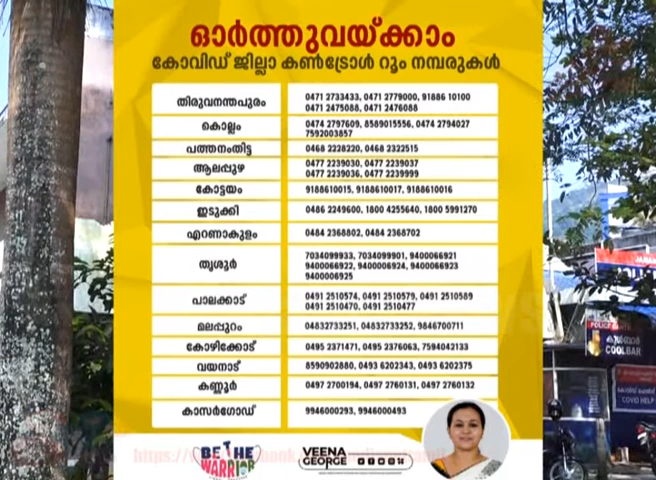 ഓർത്തുവയ്ക്കാം
കോവിഡ് ജില്ലാ കൺട്രോൾ റൂം നമ്പരുകൾ
തിരുവനന്തപുരം 0471 2733433, 0471 2779000, 91886 10100
0471 2475088, 0471 2476088
കൊല്ലം 0474 2797609, 8589015556, 0474 2794027
7592003857
പത്തനംതിട്ട 0468 2228220, 0468 2322515
ആലപ്പുഴ 0477 2239030, 0477 2239037
0477 2239036, 0477 2239999
കോട്ടയം 9188610015, 9188610017, 9188610016
ഇടുക്കി 0486 2249600, 1800 4255640, 1800 5991270
എറണാകുളം 0484 2368802, 0484 2368702
തൃശൂർ 7034099933, 7034099901, 9400066921
9400066922, 9400066924, 9400066923
9400066925
പാലക്കാട് 0491 2510574, 0491 2510579, 0491 2510589
0491 2510470, 0491 2510477
മലപ്പുറം 04832733251, 04832733252, 9846700711
കോഴിക്കോട് 0495 2371471, 0495 2376063, 7594042133
വയനാട് 8590902880, 0493 6202343, 0493 6202375
കണ്ണൂർ 0497 2700194, 0497 2760131, 0497 2760132
കാസർഗോഡ് 9946000293, 9946000493
BE THE
WARRIOR
VEENA
GEORGE
JANAM
POLICE
കൂൾബാർ
COOLBAR
COVID HELP